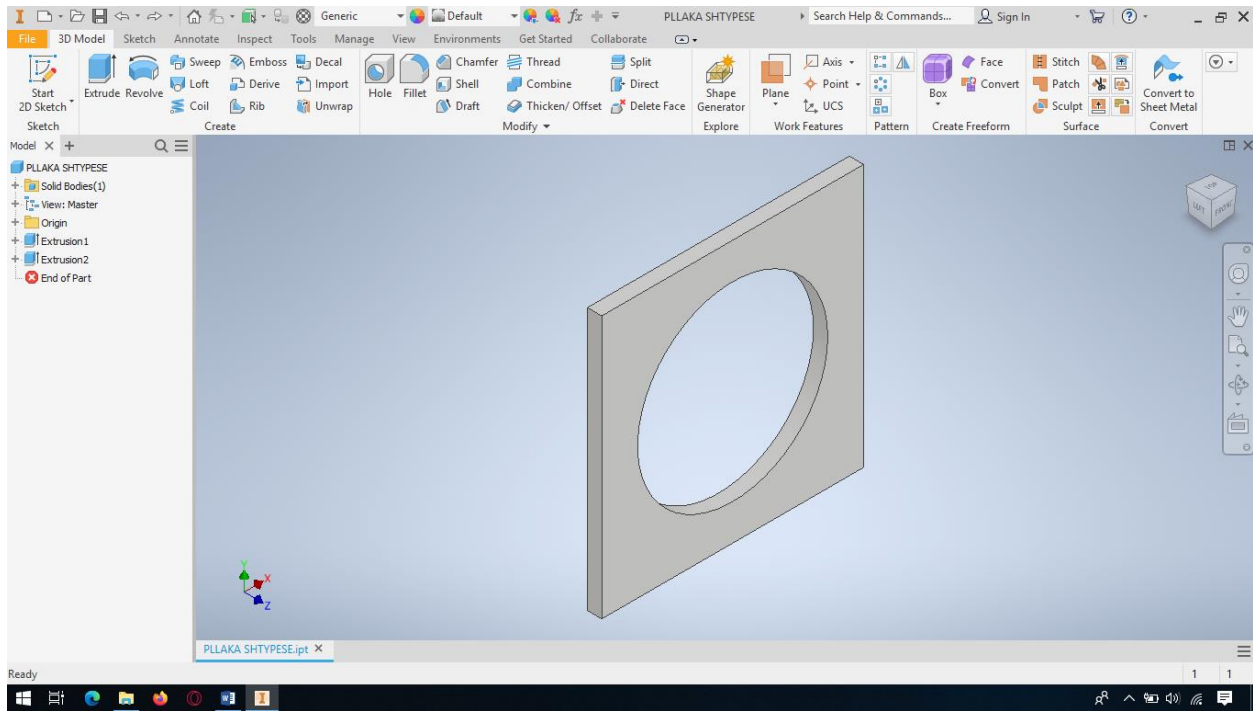 Generic Default fx PLLAKA SHTYPESE Search Help & Commands... Sign In
File 3D Model Sketch Annotate Inspect Tools Manage View Environments Get Started Collaborate
Sweep Emboss Decal Chamfer Thread Split Axis Face Stitch
Loft Derive Import Shell Combine Direct Point Convert Patch
Start 2D Sketch Extrude Revolve Hole Fillet Shape Generator Plane Box Convert to Sheet Metal
Coil Rib Unwrap Draft Thicken/ Offset Delete Face UCS Sculpt
Sketch Create Modify Explore Work Features Pattern Create Freeform Surface Convert
Model
PLLAKA SHTYPESE
Solid Bodies(1)
View: Master
Origin
Extrusion1
Extrusion2
End of Part
TOP
LEFT FRONT
Y
X
Z
PLLAKA SHTYPESE.ipt
Ready 1 1